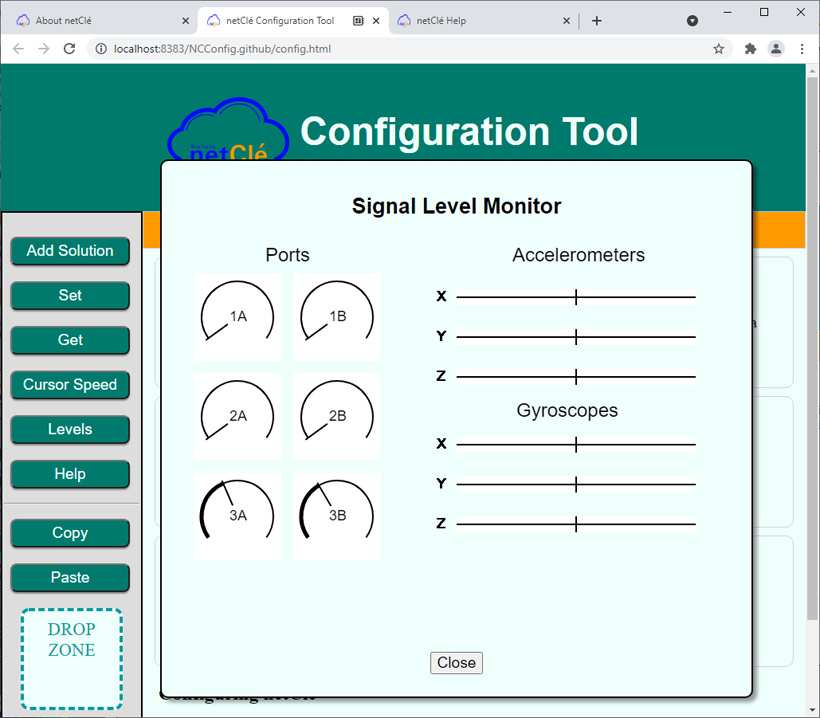 About netClé
netClé Configuration Tool
netClé Help
localhost:8383/NCConfig.github/config.html
netClé
Configuration Tool
Signal Level Monitor
Add Solution
Set
Get
Cursor Speed
Levels
Help
Copy
Paste
DROP
ZONE
Ports
1A
1B
2A
2B
3A
3B
Accelerometers
X
Y
Z
Gyroscopes
X
Y
Z
Close